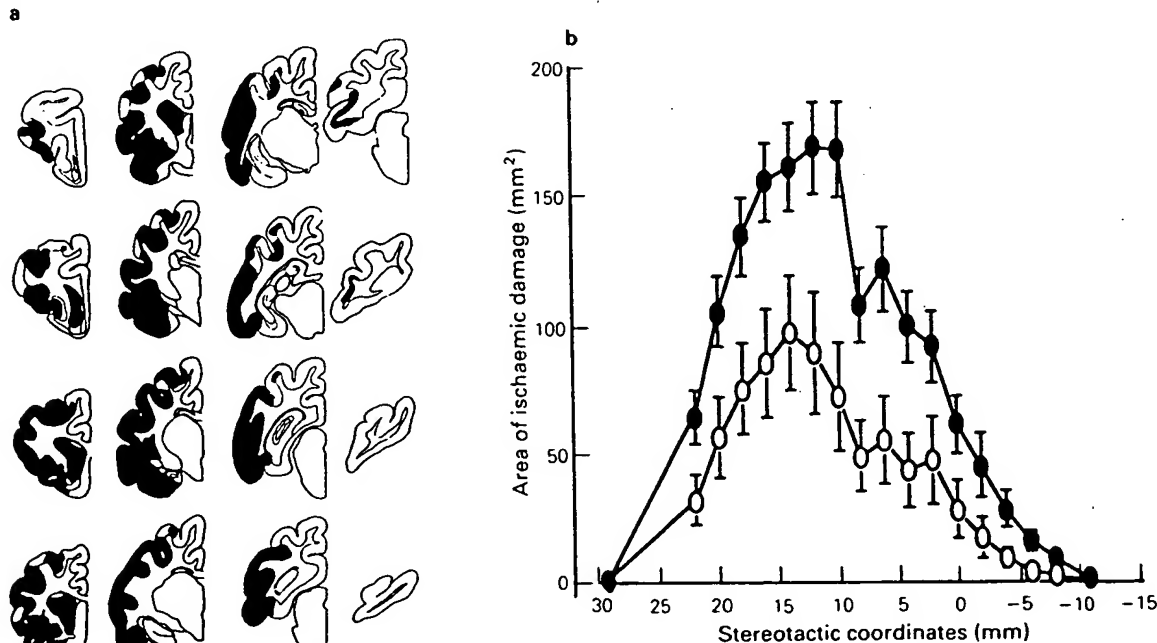 a
b
200
150
100
50
0
Area of ischaemic damage (mm²)
30 25 20 15 10 5 0 −5 −10 −15
Stereotactic coordinates (mm)